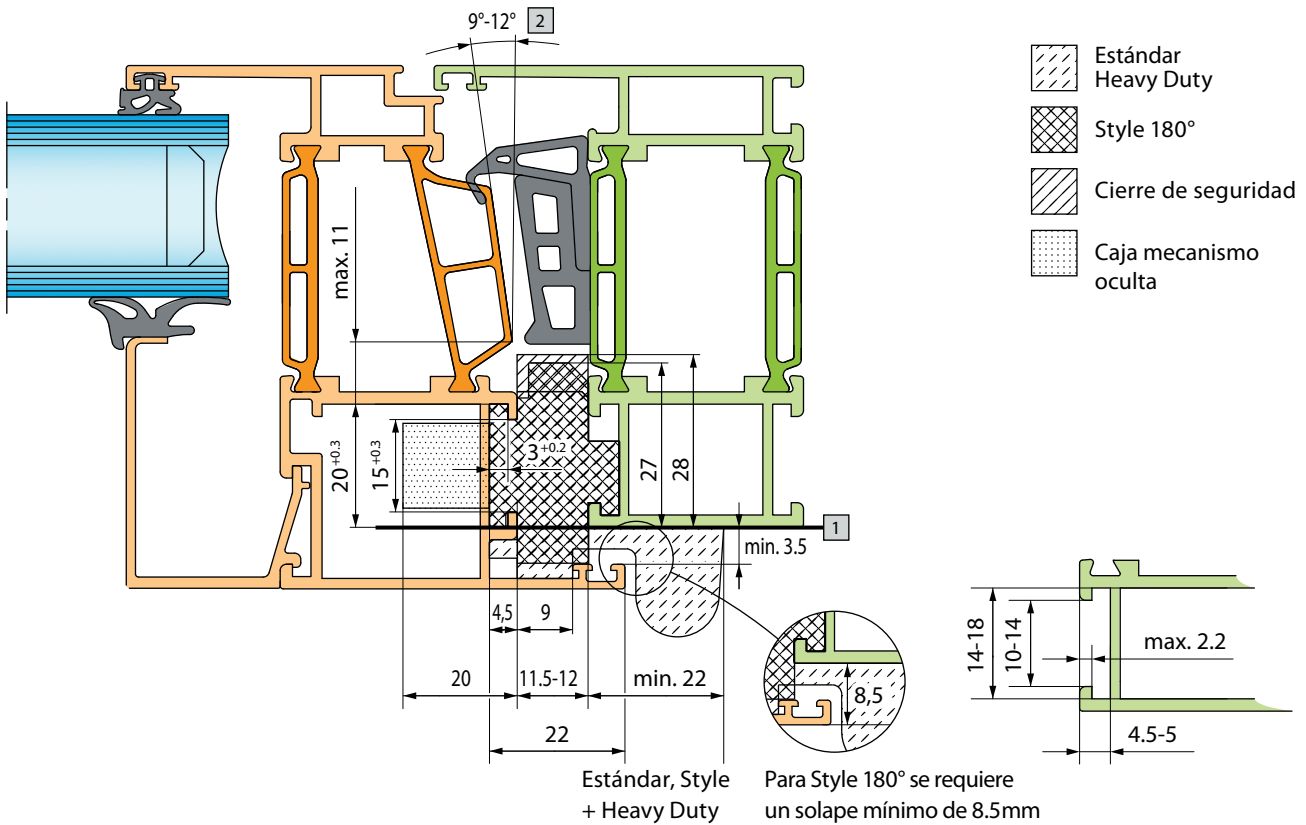 9°-12° 2
Estándar
Heavy Duty
Style 180°
Cierre de seguridad
Caja mecanismo
oculta
max. 11
20+0.3
15+0.3
3+0.2
27
28
1
min. 3.5
4,5
9
20
11.5-12
min. 22
22
8,5
14-18
10-14
max. 2.2
4.5-5
Estándar, Style
+ Heavy Duty
Para Style 180° se requiere
un solape mínimo de 8.5mm